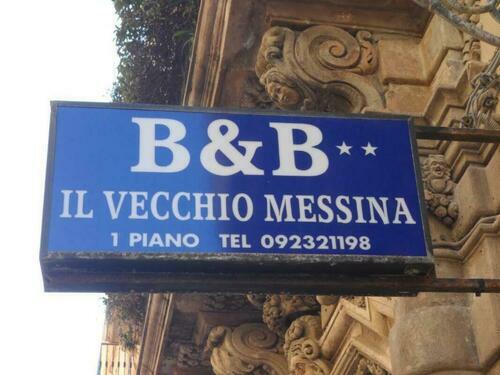 B&B**
IL VECCHIO MESSINA
1 PIANO TEL 092321198